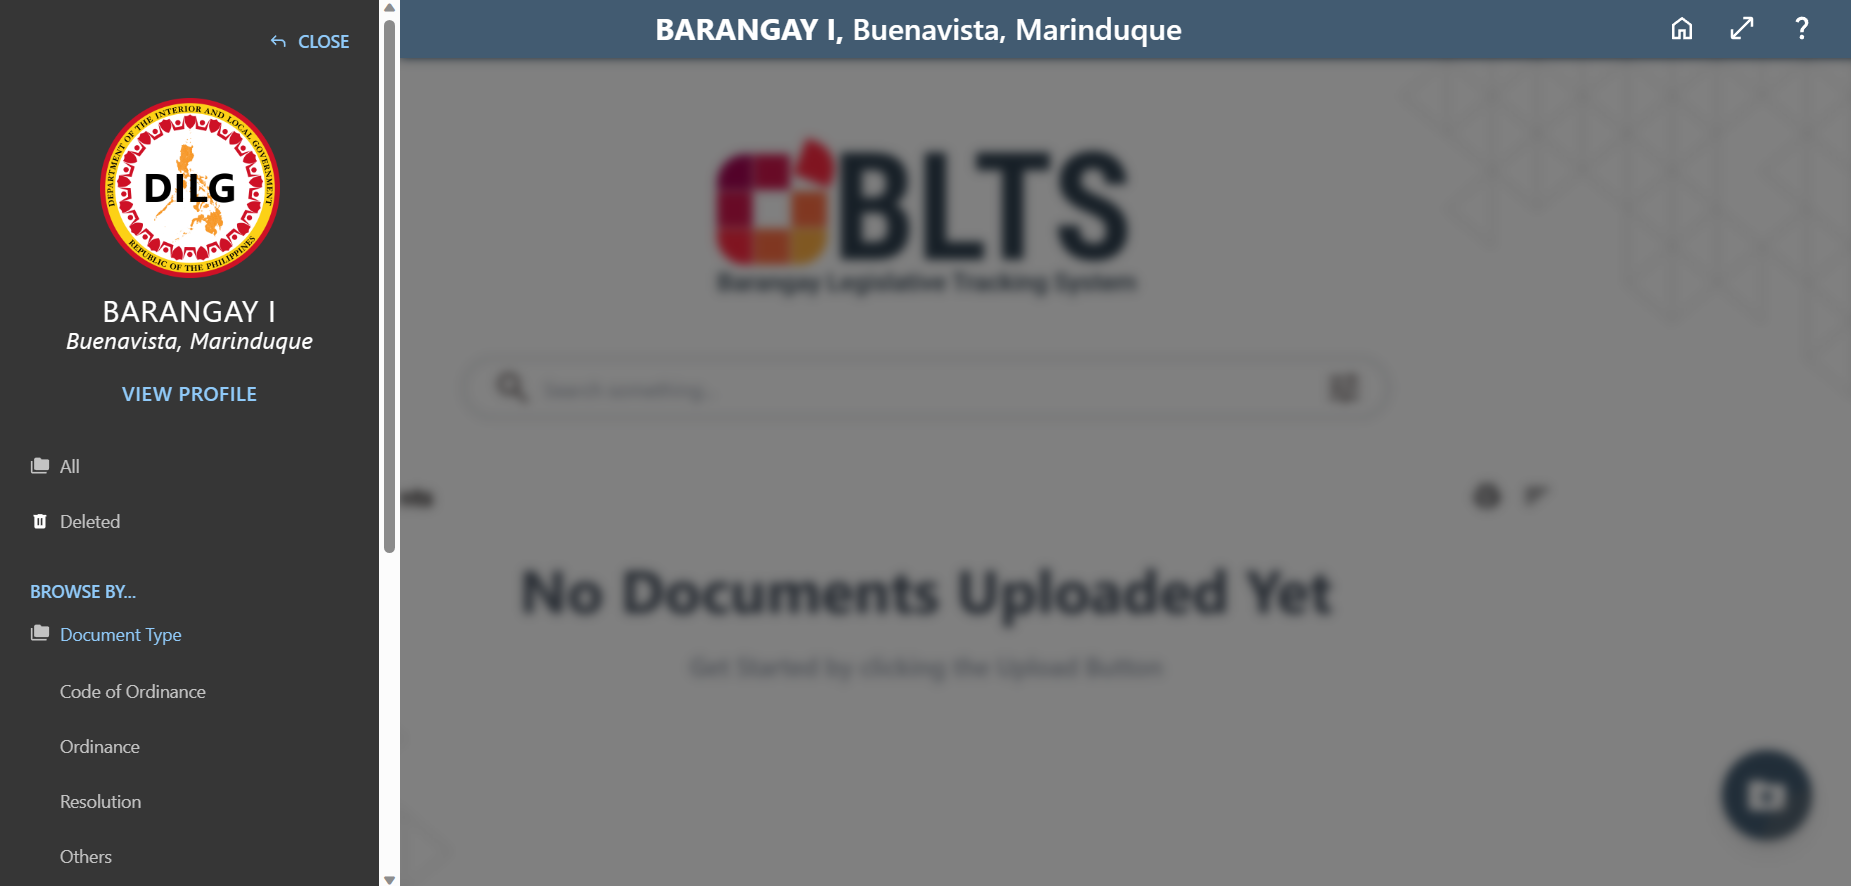 CLOSE
DEPARTMENT OF THE INTERIOR AND LOCAL GOVERNMENT
DILG
REPUBLIC OF THE PHILIPPINES
BARANGAY I
Buenavista, Marinduque
VIEW PROFILE
All
Deleted
BROWSE BY...
Document Type
Code of Ordinance
Ordinance
Resolution
Others
BARANGAY I, Buenavista, Marinduque
?
BLTS
Barangay Legislative Tracking System
Search something...
No Documents Uploaded Yet
Get Started by clicking the Upload Button